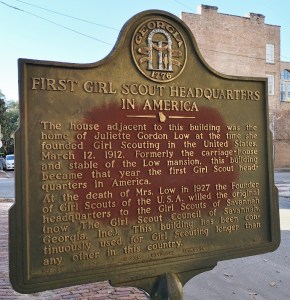 GEORGIA
1776
FIRST GIRL SCOUT HEADQUARTERS
IN AMERICA
The house adjacent to this building was the
home of Juliette Gordon Low at the time she
founded Girl Scouting in the United States,
March 12, 1912. Formerly the carriage house
and stable of the Low mansion, this building
became that year the first Girl Scout head-
quarters in America.
At the death of Mrs. Low in 1927 the Founder
of Girl Scouts of the U.S.A. willed the original
headquarters to the Girl Scouts of Savannah
(now The Girl Scout Council of Savannah,
Georgia, Inc.). This building has been con-
tinuously used for Girl Scouting longer than
any other in this country.